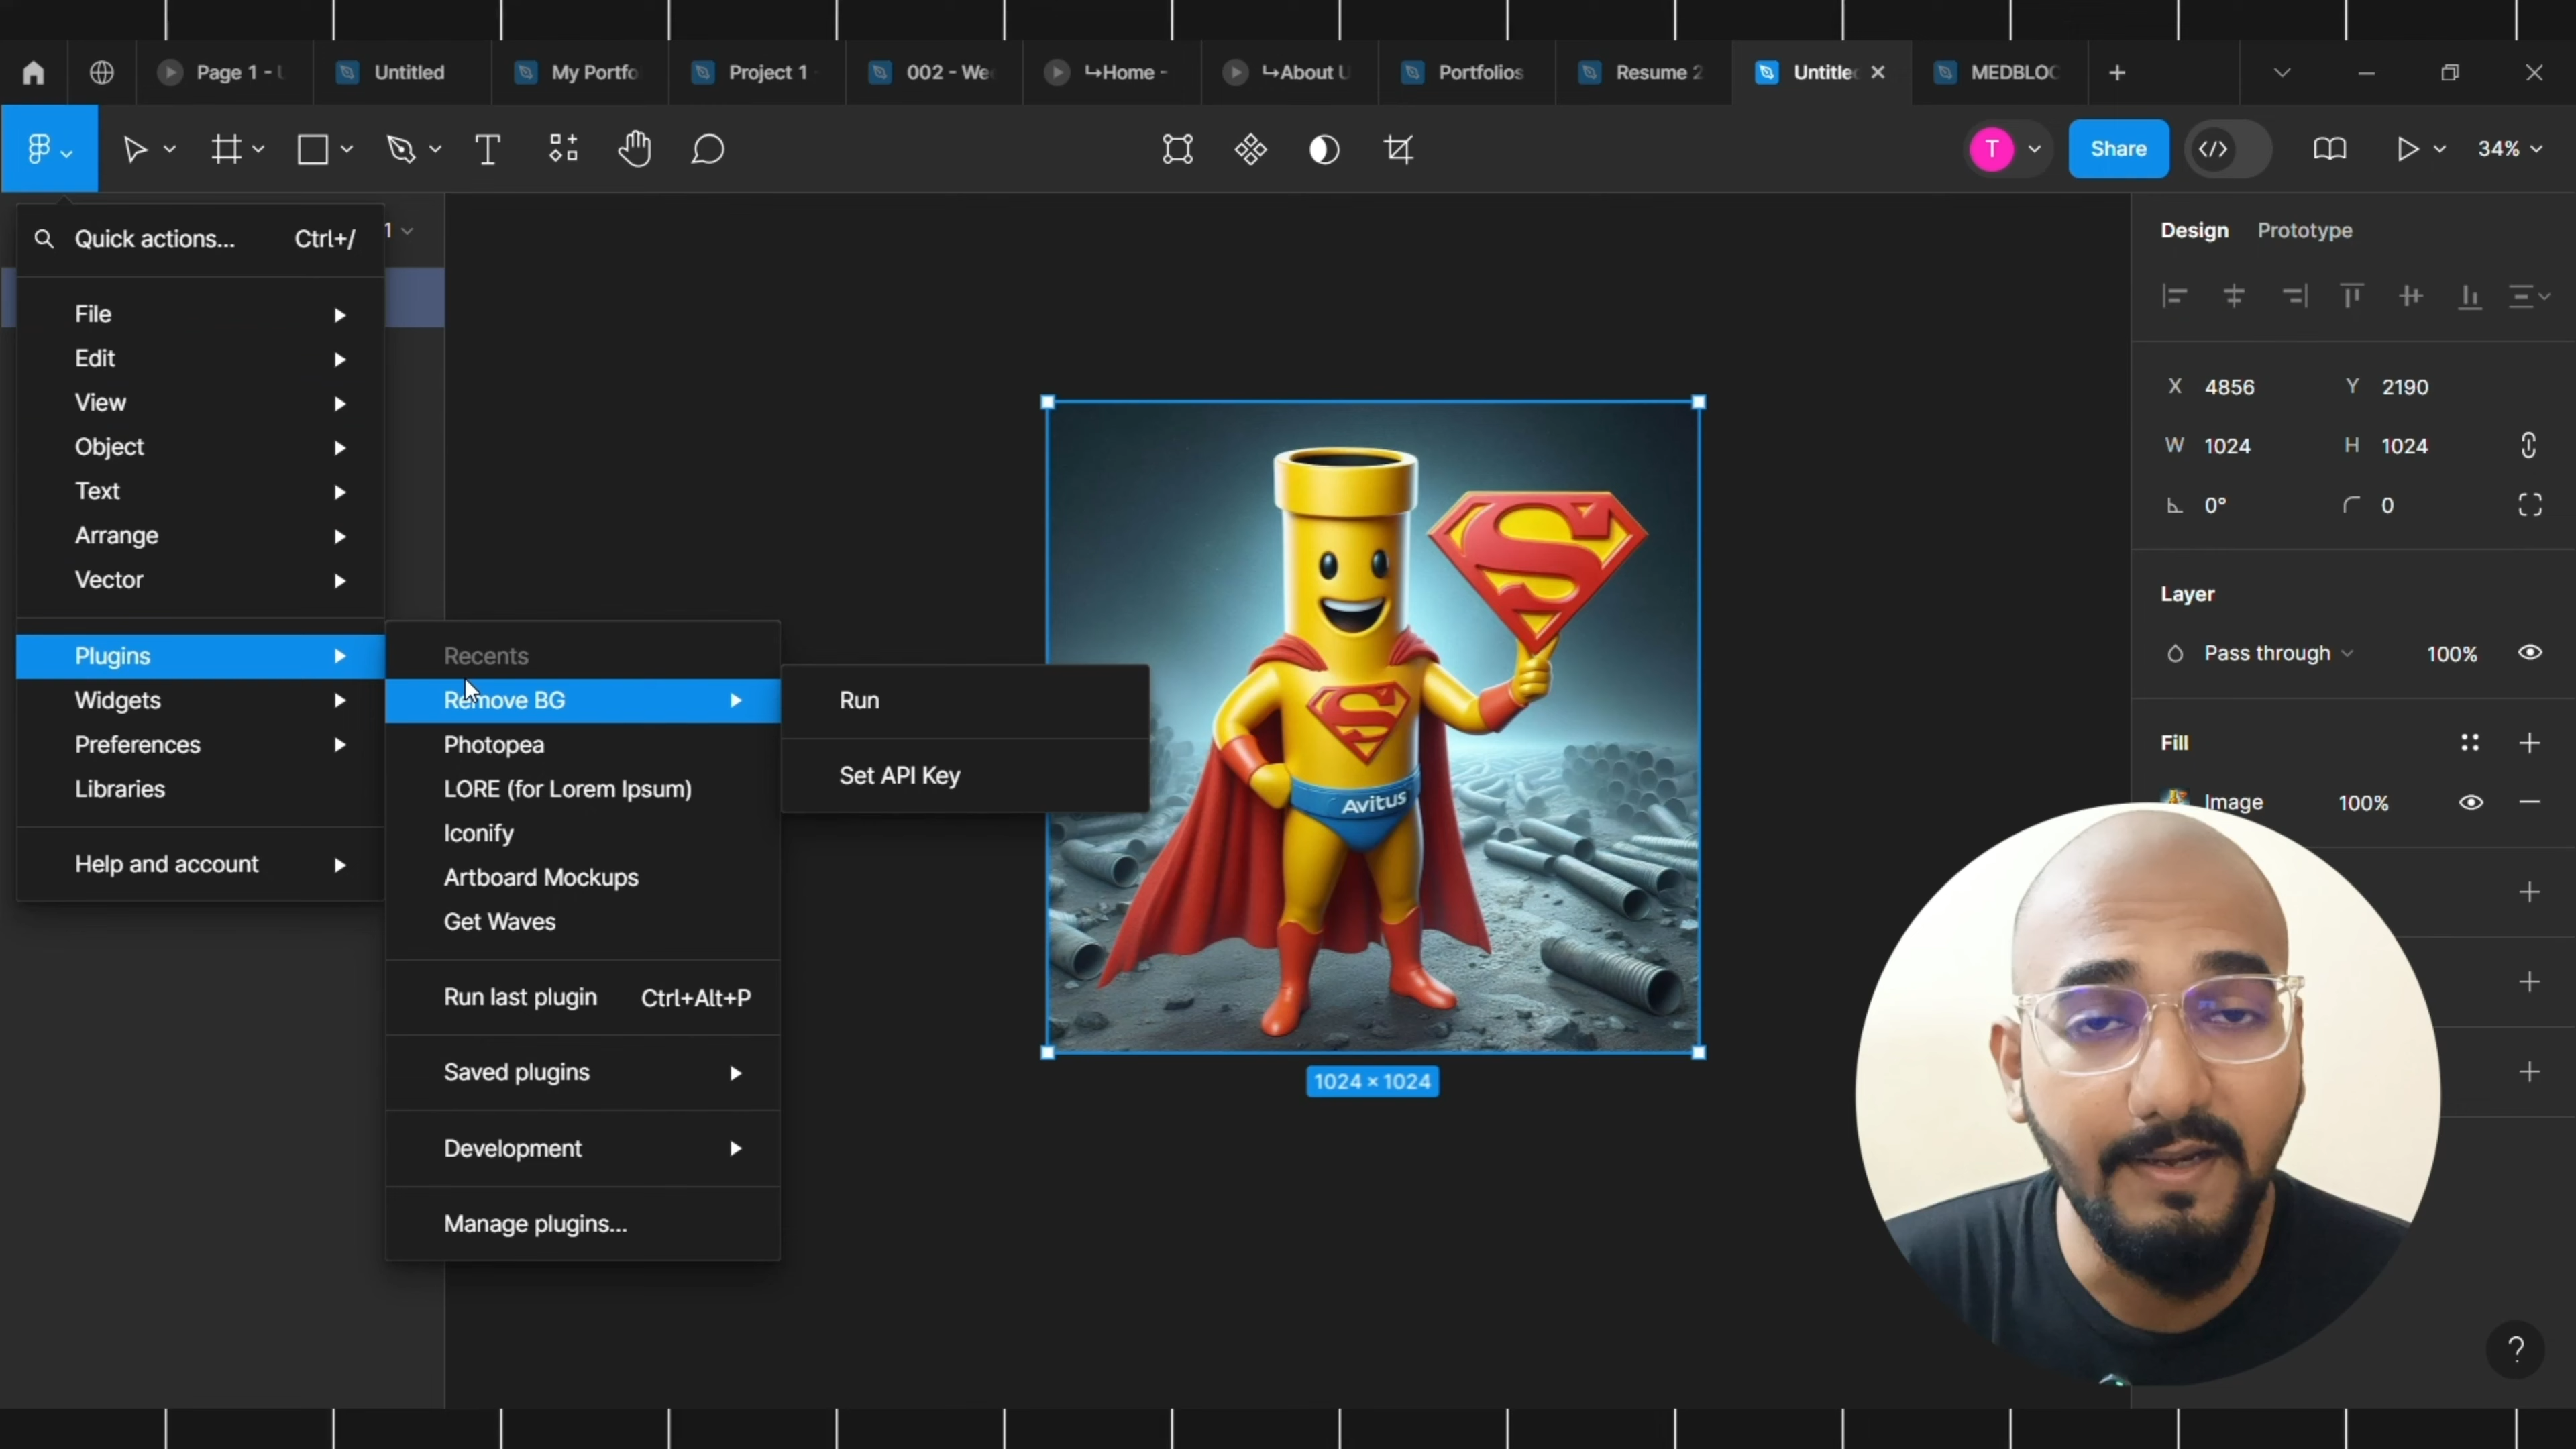 Page 1 -
Untitled
My Portfo
Project 1
002 - We
↳Home -
↳About U
Portfolios
Resume 2
Untitle
MEDBLOC
T
Share
34%
Quick actions... Ctrl+/
1
File
Edit
View
Object
Text
Arrange
Vector
Plugins
Widgets
Preferences
Libraries
Help and account
Recents
Remove BG
Photopea
LORE (for Lorem Ipsum)
Iconify
Artboard Mockups
Get Waves
Run last plugin Ctrl+Alt+P
Saved plugins
Development
Manage plugins...
Run
Set API Key
S
S
Avitus
1024 × 1024
Design Prototype
X 4856 Y 2190
W 1024 H 1024
0° 0
Layer
Pass through 100%
Fill
Image 100%
?